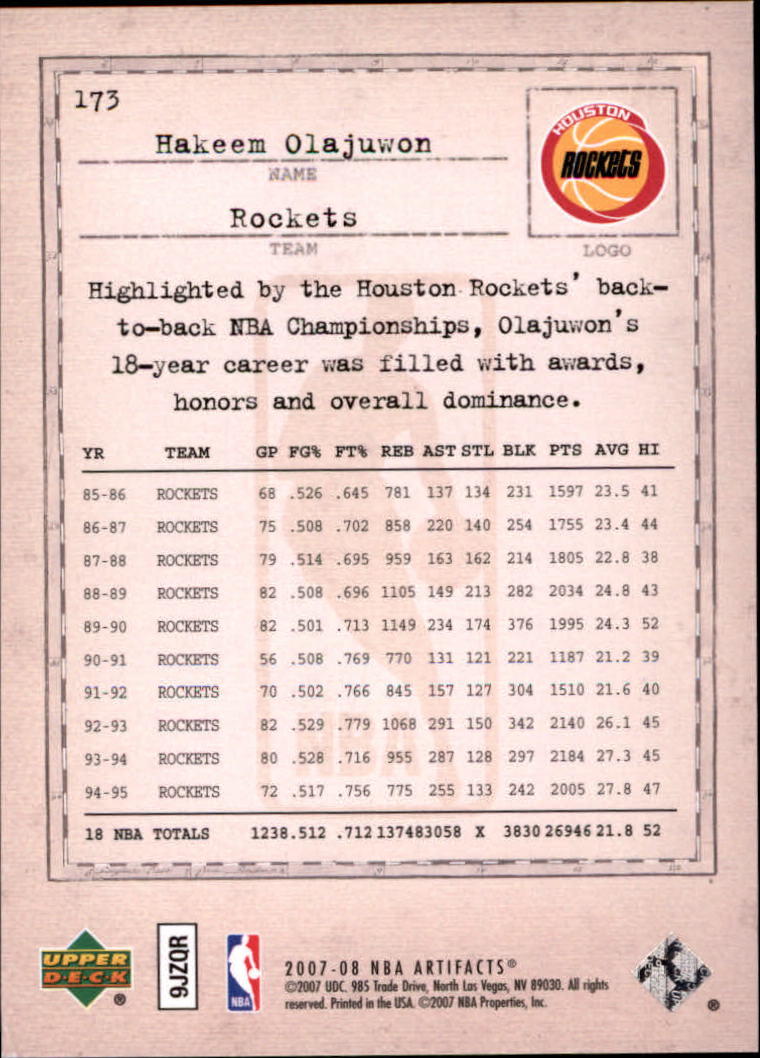 173
Hakeem Olajuwon
NAME
Rockets
TEAM
HOUSTON
ROCKETS
LOGO
Highlighted by the Houston Rockets' back-
to-back NBA Championships, Olajuwon's
18-year career was filled with awards,
honors and overall dominance.
YR TEAM GP FG% FT% REB AST STL BLK PTS AVG HI
85-86 ROCKETS 68 .526 .645 781 137 134 231 1597 23.5 41
86-87 ROCKETS 75 .508 .702 858 220 140 254 1755 23.4 44
87-88 ROCKETS 79 .514 .695 959 163 162 214 1805 22.8 38
88-89 ROCKETS 82 .508 .696 1105 149 213 282 2034 24.8 43
89-90 ROCKETS 82 .501 .713 1149 234 174 376 1995 24.3 52
90-91 ROCKETS 56 .508 .769 770 131 121 221 1187 21.2 39
91-92 ROCKETS 70 .502 .766 845 157 127 304 1510 21.6 40
92-93 ROCKETS 82 .529 .779 1068 291 150 342 2140 26.1 45
93-94 ROCKETS 80 .528 .716 955 287 128 297 2184 27.3 45
94-95 ROCKETS 72 .517 .756 775 255 133 242 2005 27.8 47
18 NBA TOTALS 1238 .512 .712 13748 3058 X 3830 26946 21.8 52
NBA
UPPER
DECK
®
9JZQR
NBA
2007-08 NBA ARTIFACTS®
©2007 UDC. 985 Trade Drive, North Las Vegas, NV 89030. All rights
reserved. Printed in the USA. ©2007 NBA Properties, Inc.
®